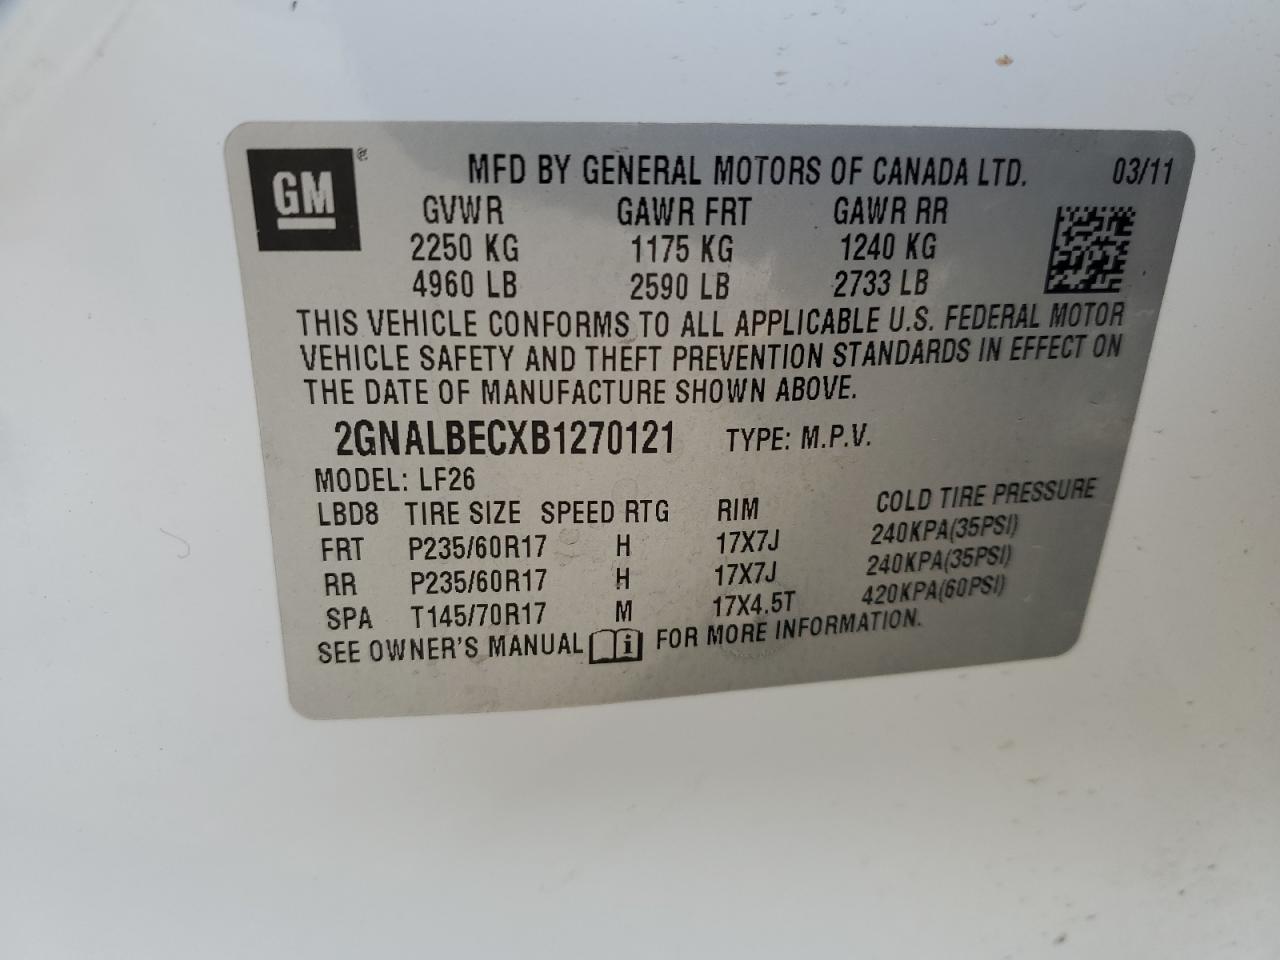 GM ® MFD BY GENERAL MOTORS OF CANADA LTD. 03/11
GVWR GAWR FRT GAWR RR
2250 KG 1175 KG 1240 KG
4960 LB 2590 LB 2733 LB
THIS VEHICLE CONFORMS TO ALL APPLICABLE U.S. FEDERAL MOTOR
VEHICLE SAFETY AND THEFT PREVENTION STANDARDS IN EFFECT ON
THE DATE OF MANUFACTURE SHOWN ABOVE.
2GNALBECXB1270121 TYPE: M.P.V.
MODEL: LF26
LBD8 TIRE SIZE SPEED RTG RIM COLD TIRE PRESSURE
FRT P235/60R17 H 17X7J 240KPA(35PSI)
RR P235/60R17 H 17X7J 240KPA(35PSI)
SPA T145/70R17 M 17X4.5T 420KPA(60PSI)
SEE OWNER'S MANUAL i FOR MORE INFORMATION.